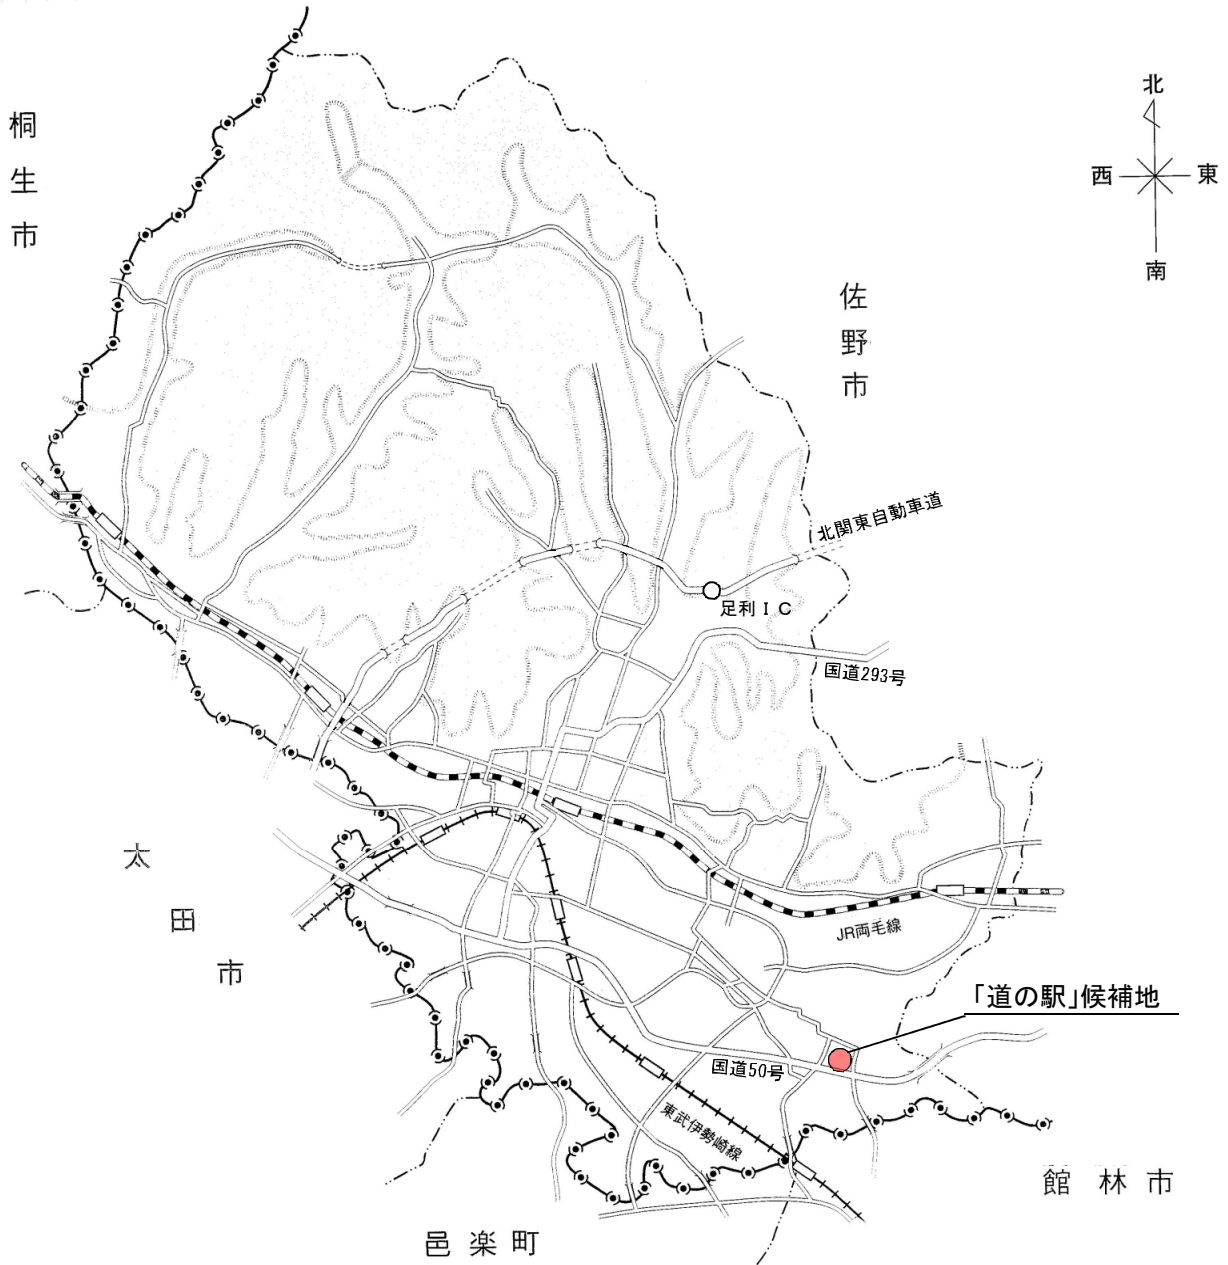 北
西 東
南
桐生市
佐野市
北関東自動車道
足利IC
国道293号
太田市
JR両毛線
「道の駅」候補地
国道50号
東武伊勢崎線
館林市
邑楽町